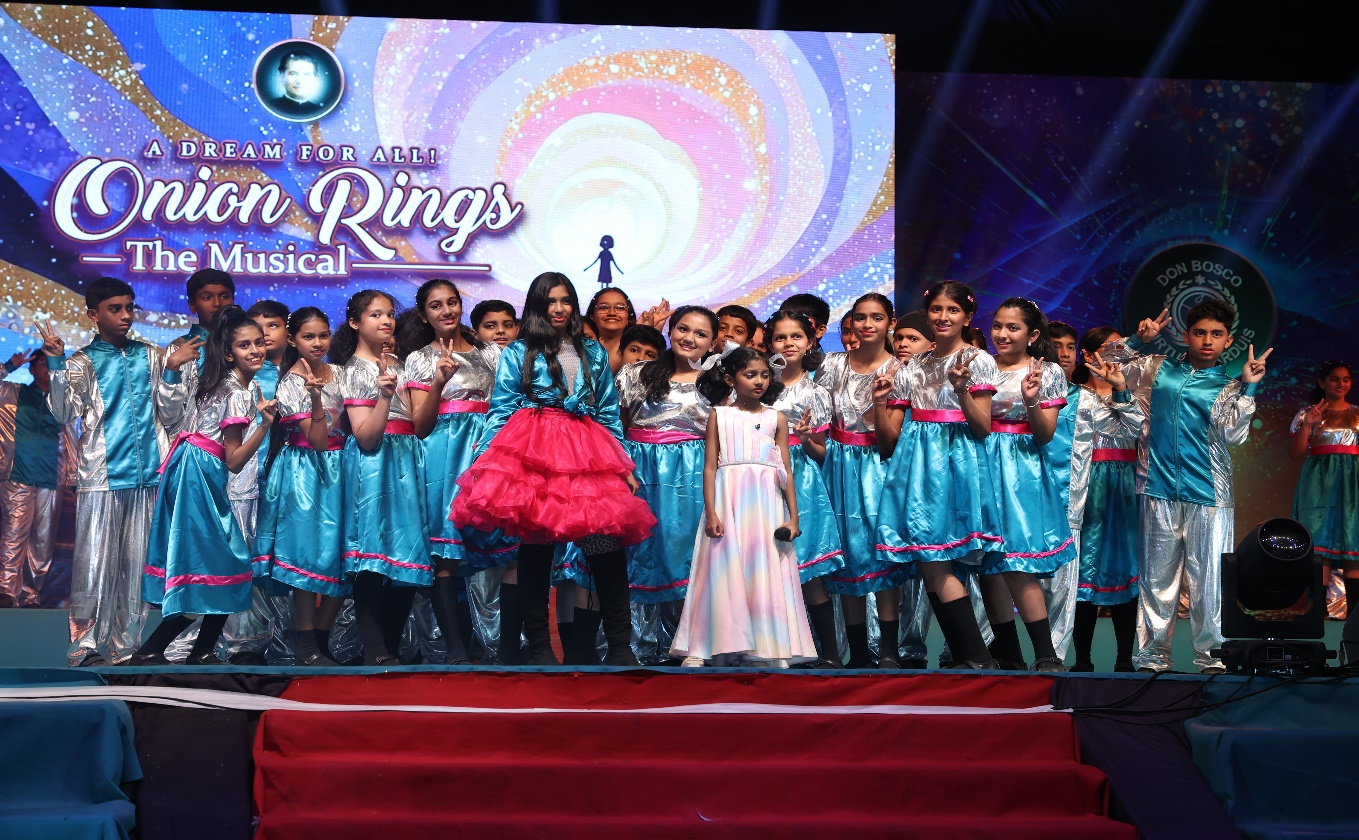 A DREAM FOR ALL!
Onion Rings
The Musical
DON BOSCO